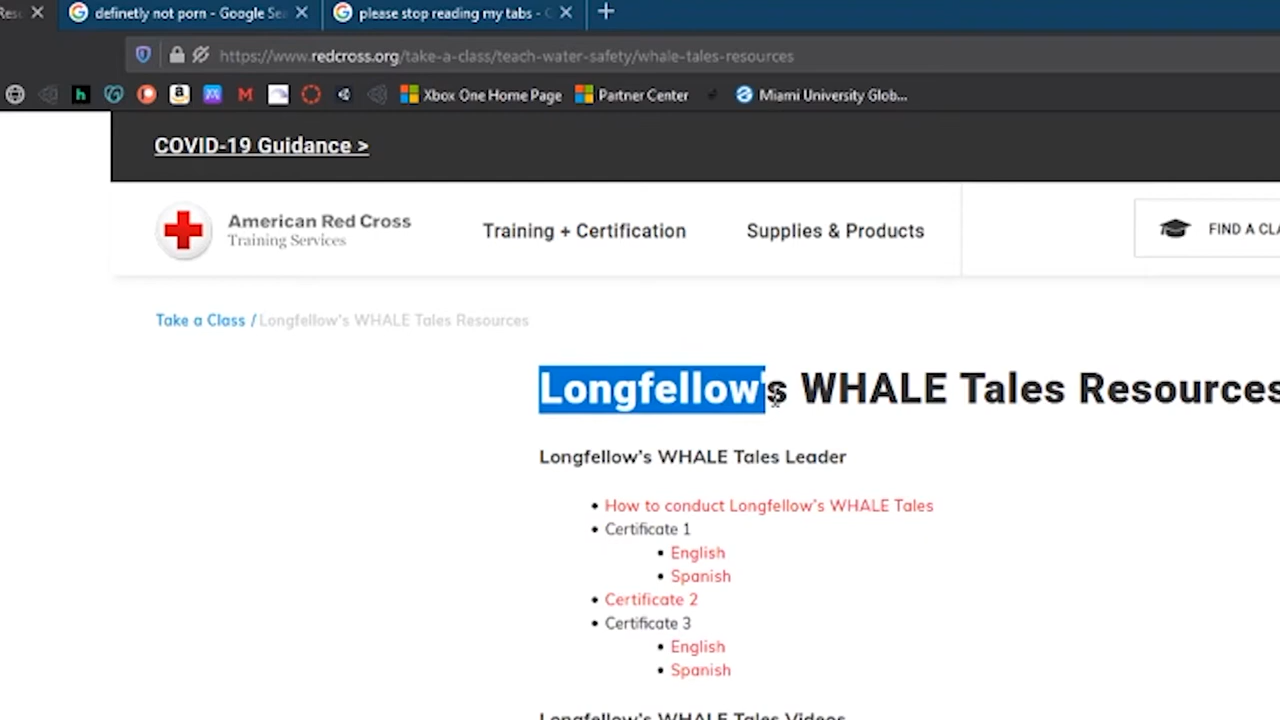 definetly not porn - Google Sea
please stop reading my tabs - G
https://www.redcross.org/take-a-class/teach-water-safety/whale-tales-resources
Xbox One Home Page Partner Center Miami University Glob...
COVID-19 Guidance >
American Red Cross
Training Services
Training + Certification
Supplies & Products
FIND A CLA
Take a Class / Longfellow's WHALE Tales Resources
Longfellow's WHALE Tales Resources
Longfellow's WHALE Tales Leader
• How to conduct Longfellow's WHALE Tales
• Certificate 1
• English
• Spanish
• Certificate 2
• Certificate 3
• English
• Spanish
Longfellow's WHALE Tales Videos